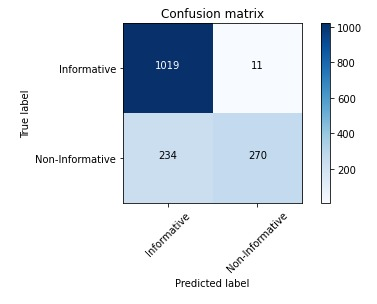 Confusion matrix
True label
Informative
1019
11
Non-Informative
234
270
Informative
Non-Informative
Predicted label
1000
800
600
400
200